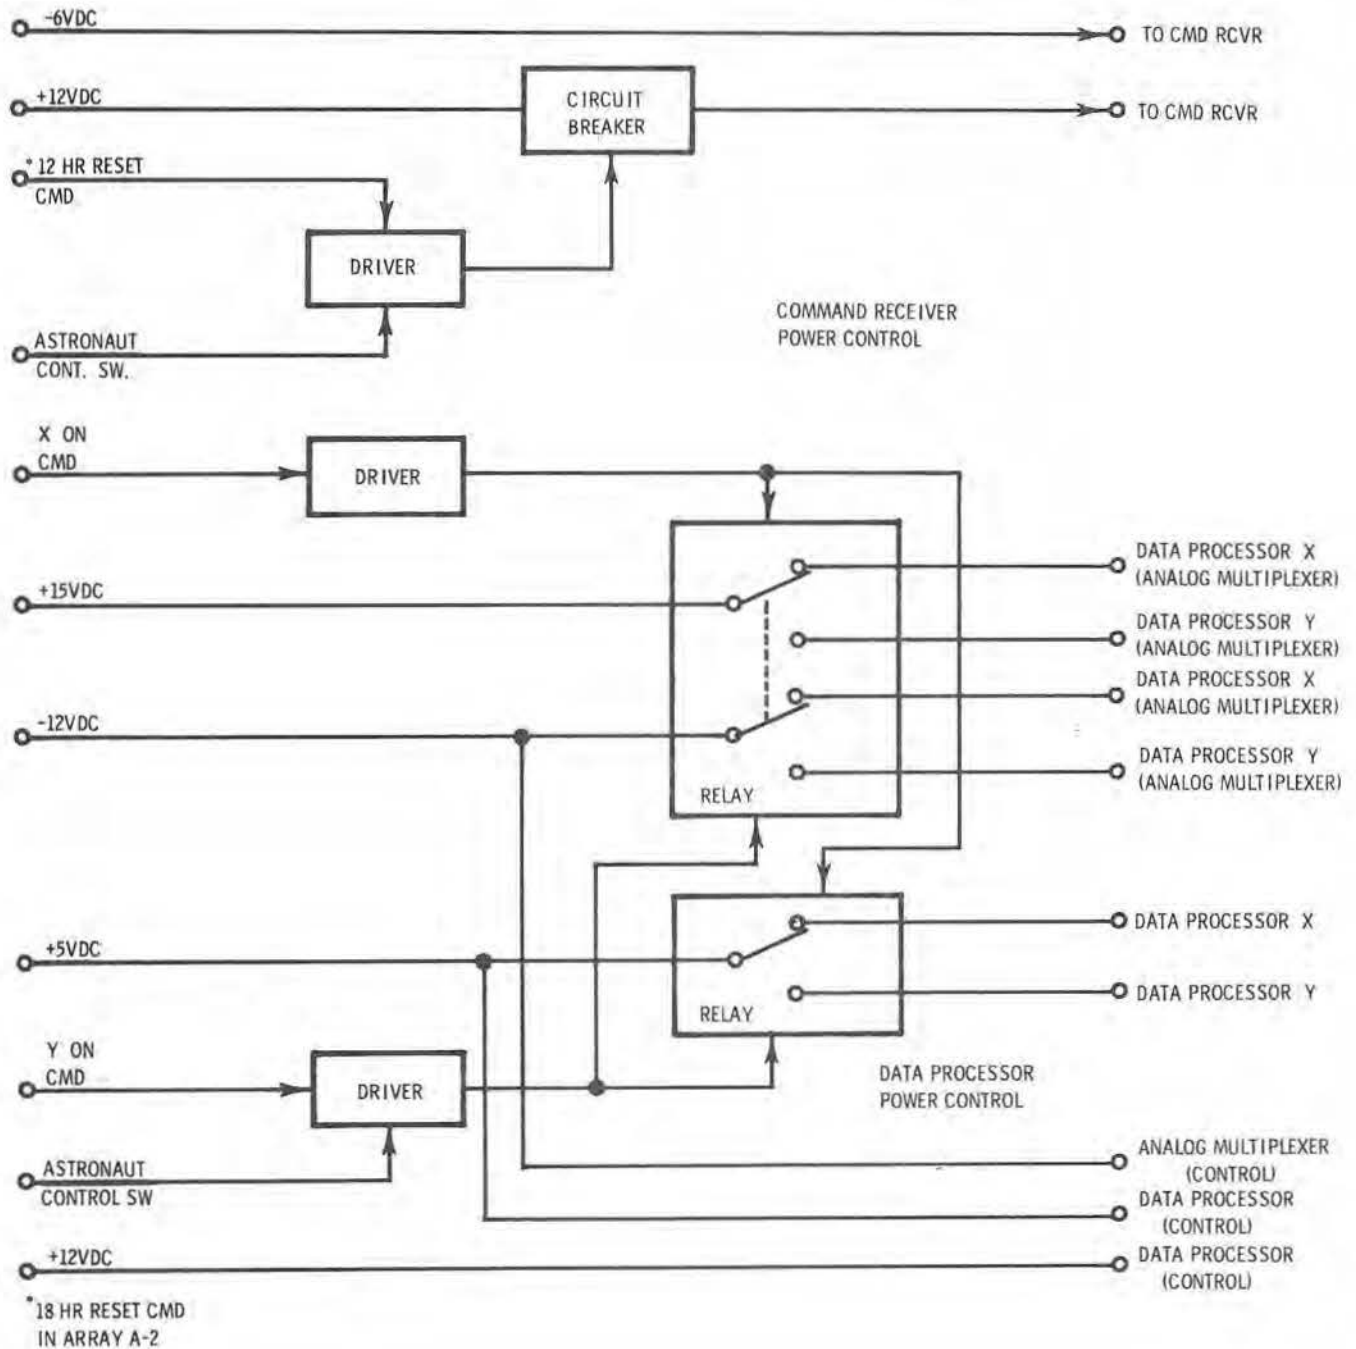 -6VDC
TO CMD RCVR
+12VDC
CIRCUIT
BREAKER
TO CMD RCVR
*12 HR RESET
CMD
DRIVER
COMMAND RECEIVER
POWER CONTROL
ASTRONAUT
CONT. SW.
X ON
CMD
DRIVER
DATA PROCESSOR X
(ANALOG MULTIPLEXER)
+15VDC
DATA PROCESSOR Y
(ANALOG MULTIPLEXER)
DATA PROCESSOR X
(ANALOG MULTIPLEXER)
-12VDC
DATA PROCESSOR Y
(ANALOG MULTIPLEXER)
RELAY
DATA PROCESSOR X
+5VDC
DATA PROCESSOR Y
RELAY
Y ON
CMD
DRIVER
DATA PROCESSOR
POWER CONTROL
ANALOG MULTIPLEXER
(CONTROL)
ASTRONAUT
CONTROL SW
DATA PROCESSOR
(CONTROL)
+12VDC
DATA PROCESSOR
(CONTROL)
*18 HR RESET CMD
IN ARRAY A-2